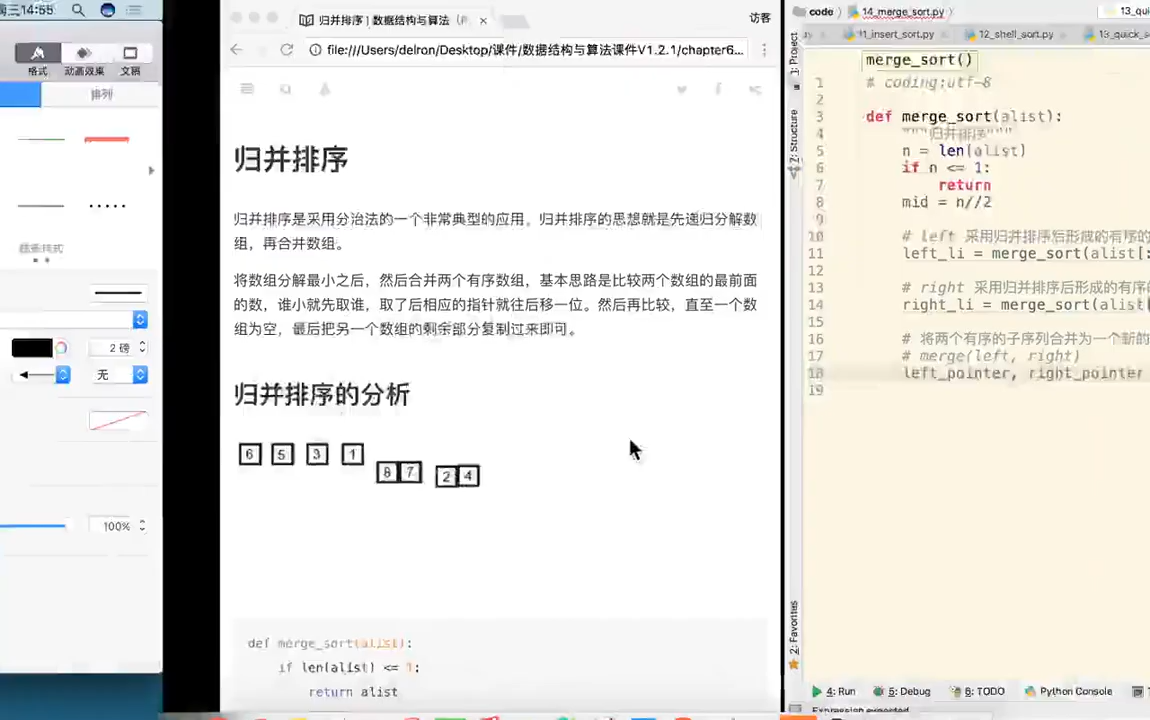 周三14:55
格式 动画效果 文稿
排列
2 磅
无
100%
归并排序 | 数据结构与算法
访客
file:///Users/delron/Desktop/课件/数据结构与算法课件V1.2.1/chapter6...
归并排序
归并排序是采用分治法的一个非常典型的应用。归并排序的思想就是先递归分解数
组，再合并数组。
将数组分解最小之后，然后合并两个有序数组，基本思路是比较两个数组的最前面
的数，谁小就先取谁，取了后相应的指针就往后移一位。然后再比较，直至一个数
组为空，最后把另一个数组的剩余部分复制过来即可。
归并排序的分析
6 5 3 1
8 7 2 4
def merge_sort(alist):
if len(alist) <= 1:
return alist
code 14_merge_sort.py
11_insert_sort.py 12_shell_sort.py
merge_sort()
1 # coding:utf-8
2
3 def merge_sort(alist):
4 """归并排序"""
5 n = len(alist)
6 if n <= 1:
7 return
8 mid = n//2
9
10 # left 采用归并排序后形成的有序的
11 left_li = merge_sort(alist[:
12
13 # right 采用归并排序后形成的有序的
14 right_li = merge_sort(alist[
15
16 # 将两个有序的子序列合并为一个新的
17 # merge(left, right)
18 left_pointer, right_pointer
19
1: Project
7: Structure
2: Favorites
4: Run 5: Debug 6: TODO Python Console
Expression expected